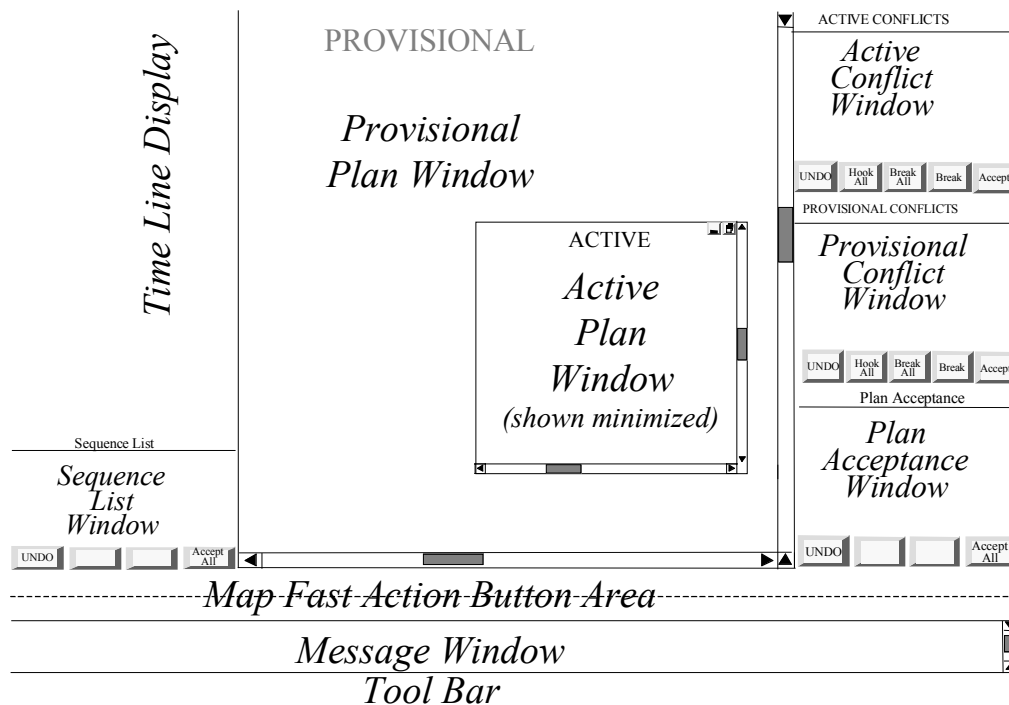 Time Line Display
Sequence List
Sequence
List
Window
UNDO
Accept
All
PROVISIONAL
Provisional
Plan Window
ACTIVE
Active
Plan
Window
(shown minimized)
ACTIVE CONFLICTS
Active
Conflict
Window
UNDO
Hook
All
Break
All
Break
Accept
PROVISIONAL CONFLICTS
Provisional
Conflict
Window
UNDO
Hook
All
Break
All
Break
Accept
Plan Acceptance
Plan
Acceptance
Window
UNDO
Accept
All
Map Fast Action Button Area
Message Window
Tool Bar